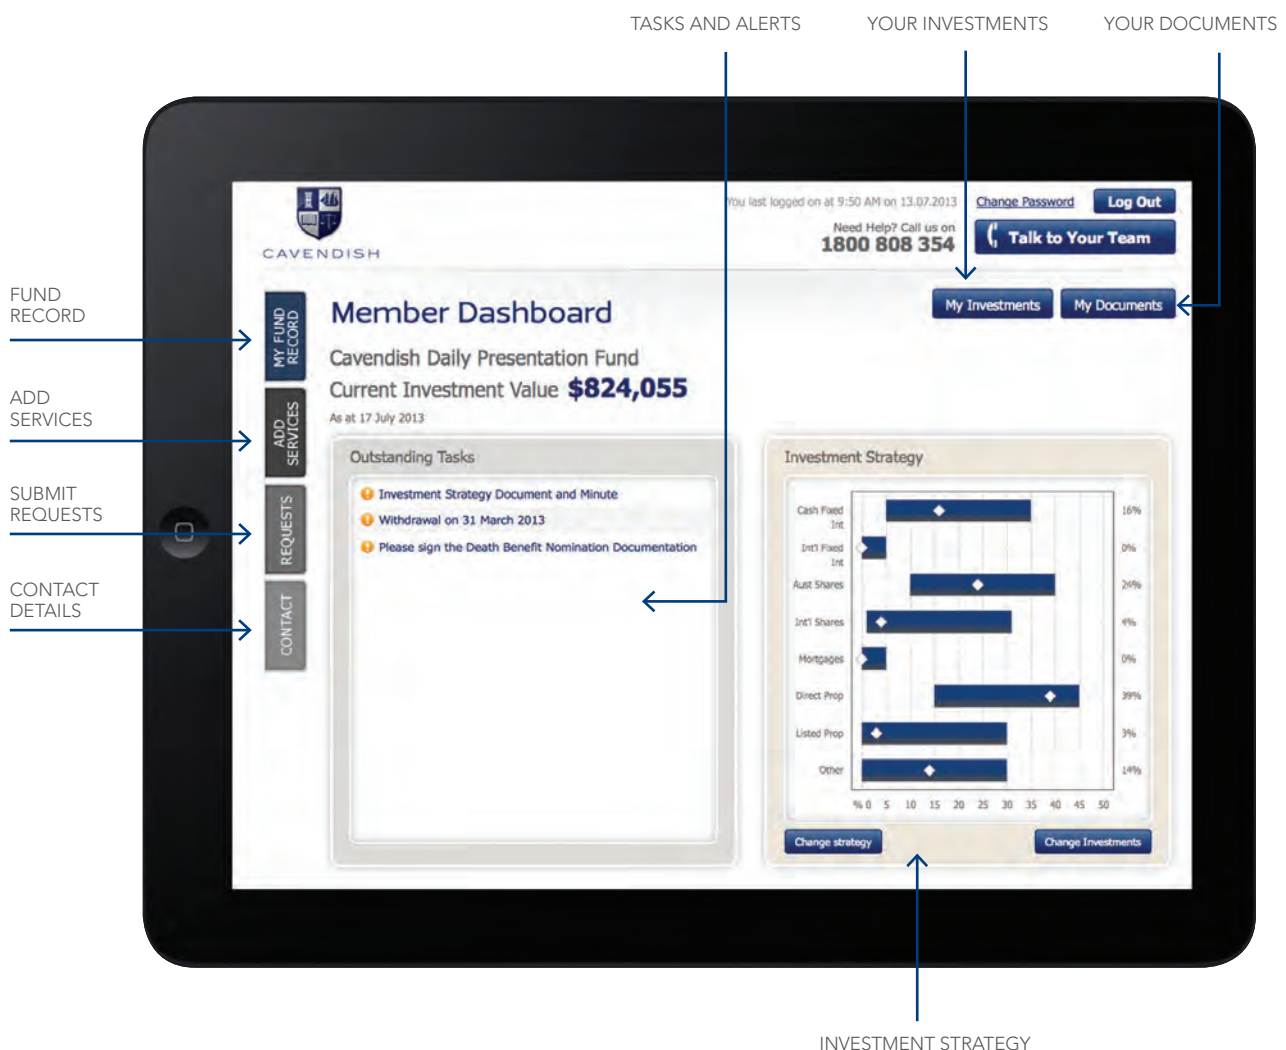 TASKS AND ALERTS
YOUR INVESTMENTS
YOUR DOCUMENTS
CAVENDISH
You last logged on at 9:50 AM on 13.07.2013
Change Password
Log Out
Need Help? Call us on
1800 808 354
Talk to Your Team
FUND
RECORD
ADD
SERVICES
SUBMIT
REQUESTS
CONTACT
DETAILS
MY FUND
RECORD
ADD
SERVICES
REQUESTS
CONTACT
Member Dashboard
My Investments
My Documents
Cavendish Daily Presentation Fund
Current Investment Value $824,055
As at 17 July 2013
Outstanding Tasks
Investment Strategy Document and Minute
Withdrawal on 31 March 2013
Please sign the Death Benefit Nomination Documentation
Investment Strategy
Cash Fixed
Int
16%
Int'l Fixed
Int
0%
Aust Shares
24%
Int'l Shares
4%
Mortgages
0%
Direct Prop
39%
Listed Prop
3%
Other
14%
% 0 5 10 15 20 25 30 35 40 45 50
Change strategy
Change Investments
INVESTMENT STRATEGY